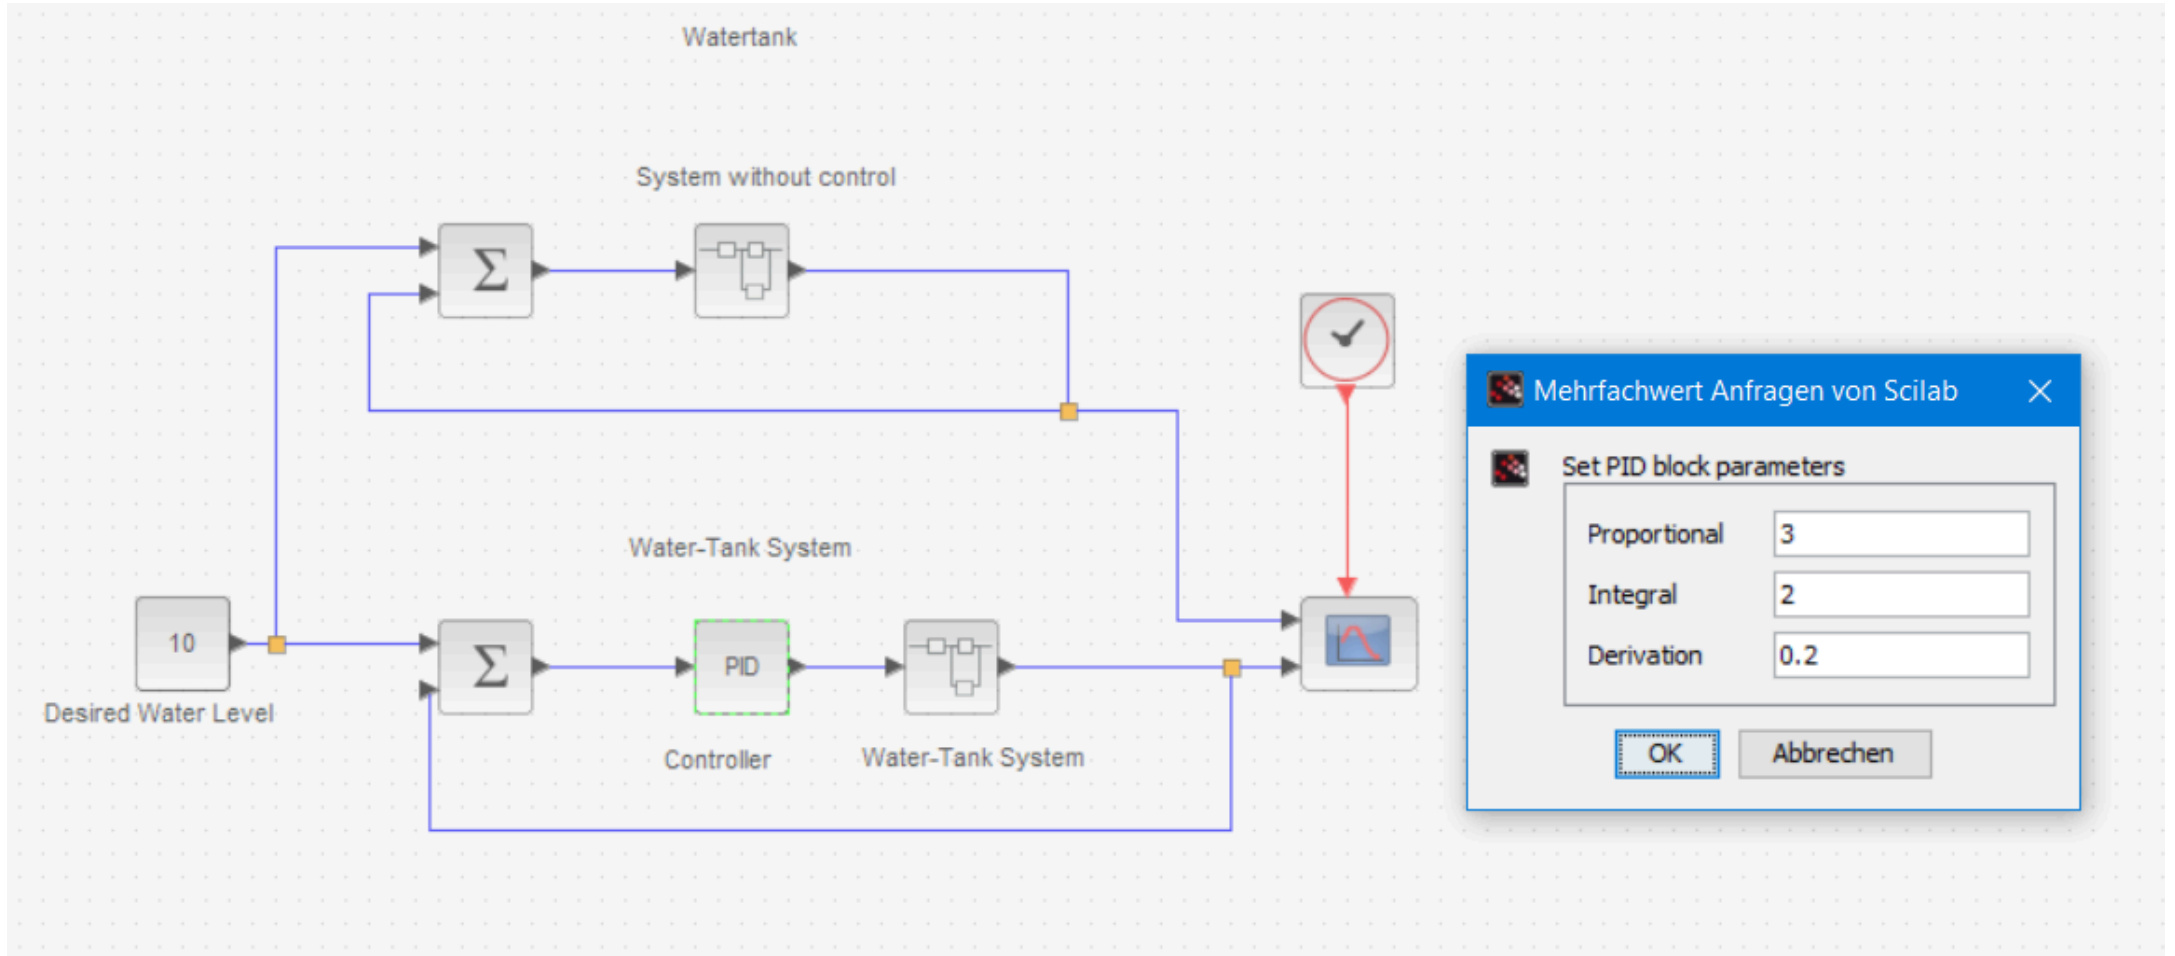 Watertank
System without control
Σ
Water-Tank System
10
Σ
PID
Desired Water Level
Controller
Water-Tank System
Mehrfachwert Anfragen von Scilab
Set PID block parameters
Proportional 3
Integral 2
Derivation 0.2
OK Abbrechen